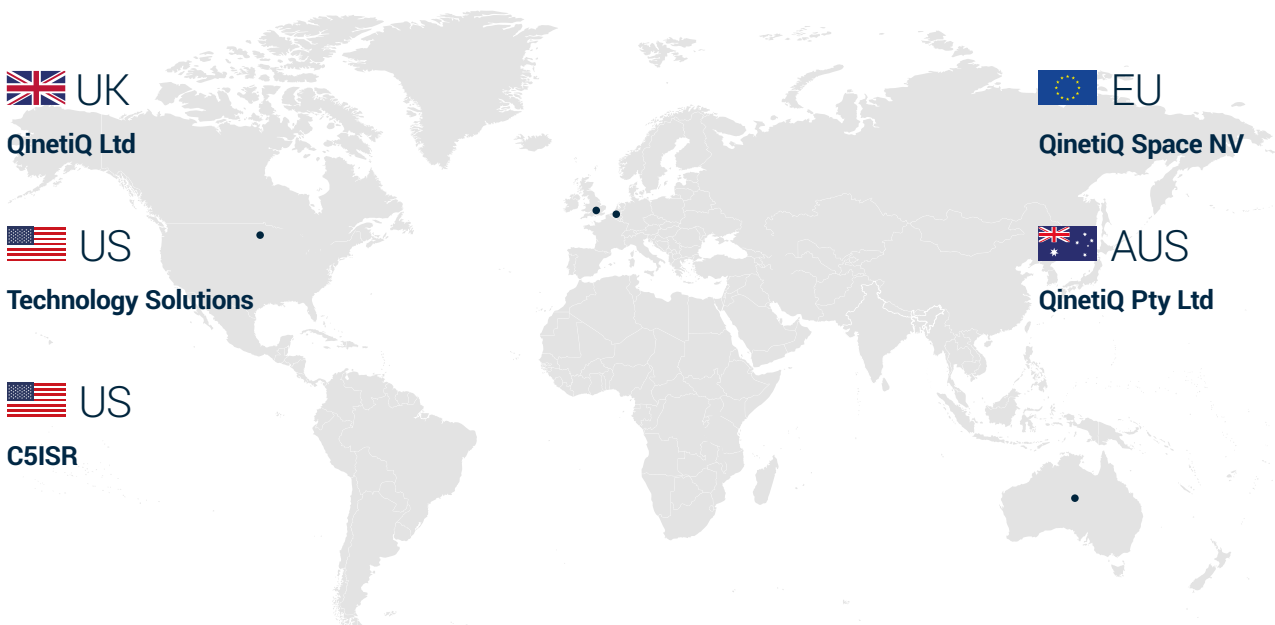 UK
QinetiQ Ltd
US
Technology Solutions
US
C5ISR
EU
QinetiQ Space NV
AUS
QinetiQ Pty Ltd